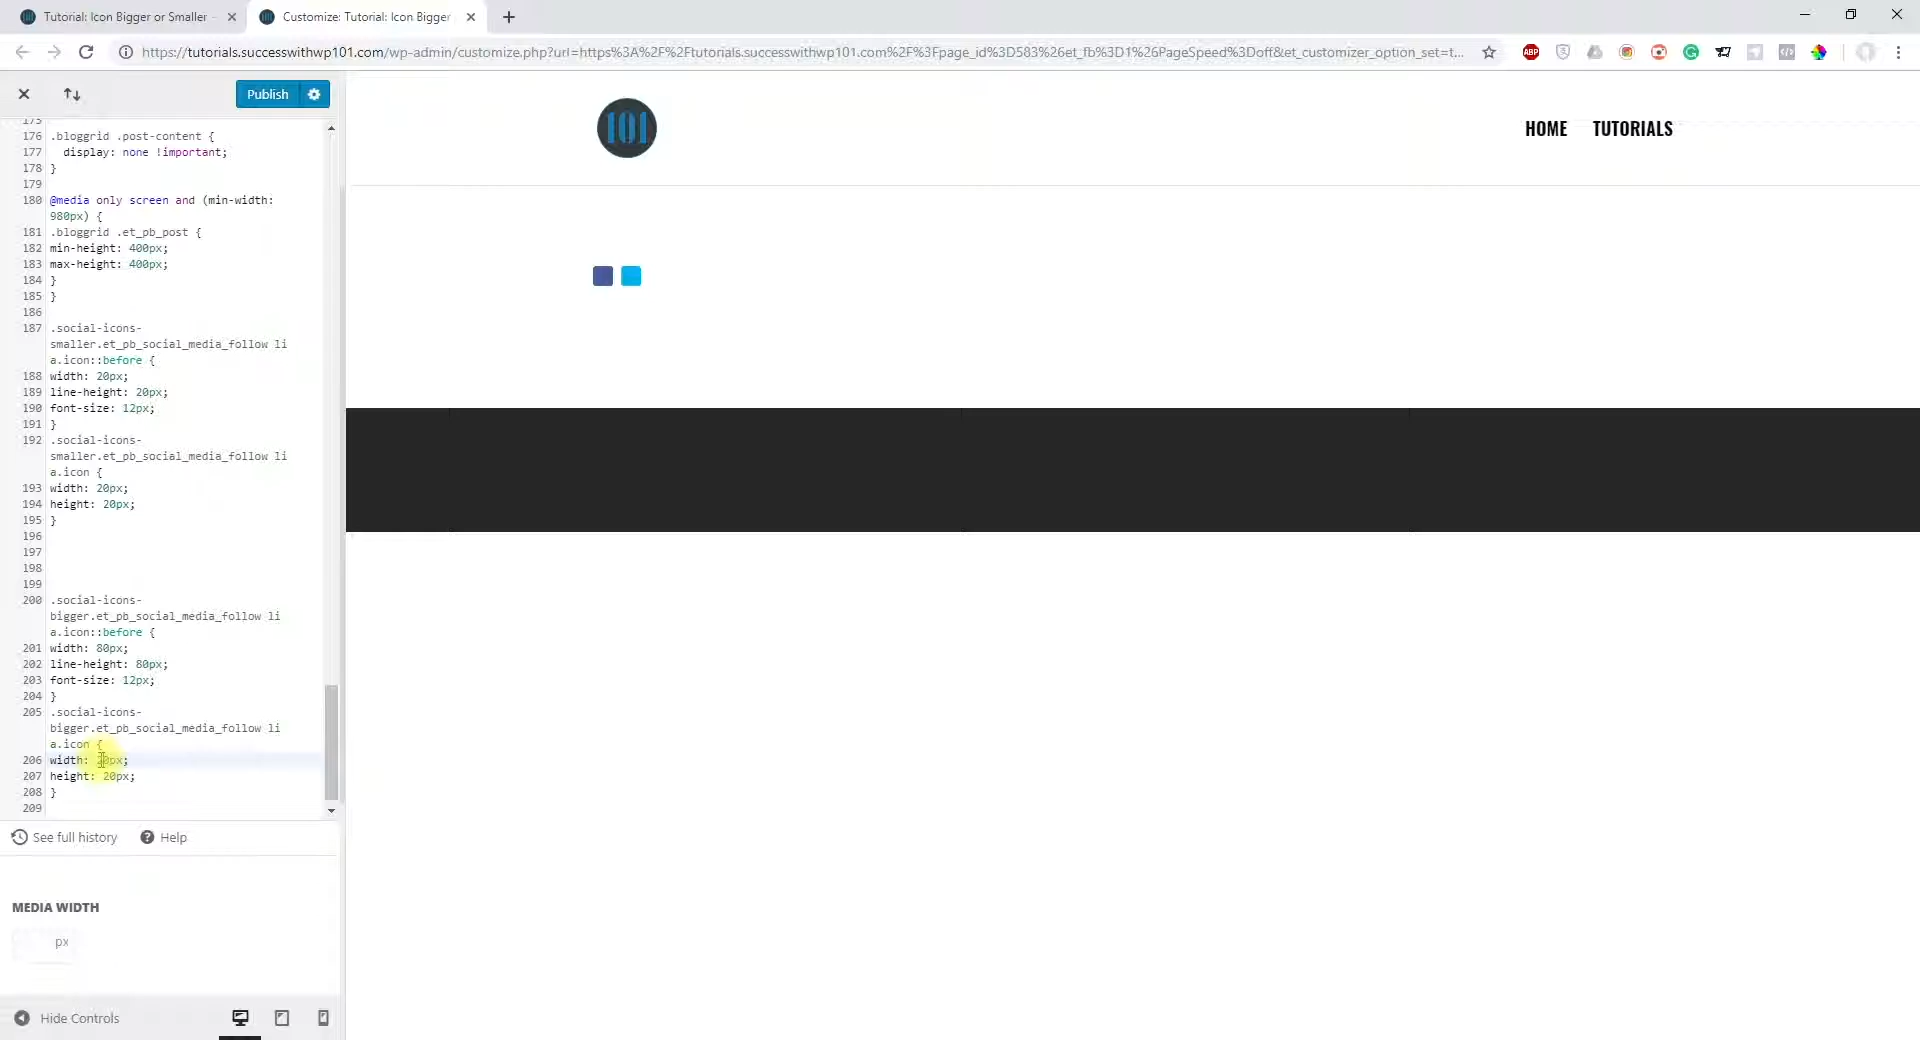 Tutorial: Icon Bigger or Smaller
Customize: Tutorial: Icon Bigger
https://tutorials.successwithwp101.com/wp-admin/customize.php?url=https%3A%2F%2Ftutorials.successwithwp101.com%2F%3Fpage_id%3D583%26et_fb%3D1%26PageSpeed%3Doff&et_customizer_option_set=t...
ABP
Publish
101
HOME TUTORIALS
175
176 .bloggrid .post-content {
177 display: none !important;
178 }
179
180 @media only screen and (min-width:
980px) {
181 .bloggrid .et_pb_post {
182 min-height: 400px;
183 max-height: 400px;
184 }
185 }
186
187 .social-icons-
smaller.et_pb_social_media_follow li
a.icon::before {
188 width: 20px;
189 line-height: 20px;
190 font-size: 12px;
191 }
192 .social-icons-
smaller.et_pb_social_media_follow li
a.icon {
193 width: 20px;
194 height: 20px;
195 }
196
197
198
199
200 .social-icons-
bigger.et_pb_social_media_follow li
a.icon::before {
201 width: 80px;
202 line-height: 80px;
203 font-size: 12px;
204 }
205 .social-icons-
bigger.et_pb_social_media_follow li
a.icon {
206 width: 20px;
207 height: 20px;
208 }
209
See full history Help
MEDIA WIDTH
px
Hide Controls